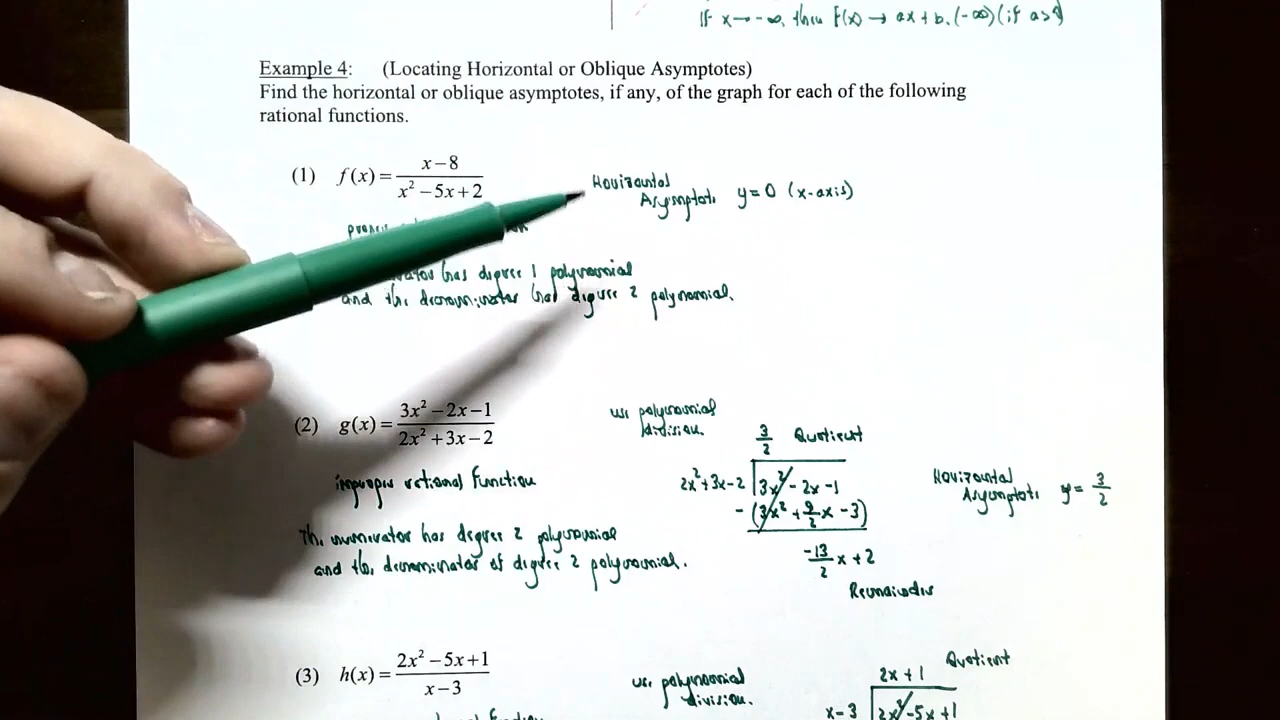 If x→-∞, then f(x) → ax+b.(-∞)(if a>0)
Example 4: (Locating Horizontal or Oblique Asymptotes)
Find the horizontal or oblique asymptotes, if any, of the graph for each of the following
rational functions.
(1) f(x) = (x-8)/(x²-5x+2)
Horizontal
Asymptote y=0 (x-axis)
has degree 1 polynomial
and the denominator has degree 2 polynomial.
(2) g(x) = (3x²-2x-1)/(2x²+3x-2)
use polynomial
division.
3/2 Quotient
2x²+3x-2 | 3x²-2x-1
-(3x²+9/2x-3)
-13/2 x+2
Remainder
Horizontal
Asymptote y=3/2
improper rational function
The numerator has degree 2 polynomial
and the denominator of degree 2 polynomial.
(3) h(x) = (2x²-5x+1)/(x-3)
use polynomial
division.
2x+1 Quotient
x-3 | 2x²-5x+1